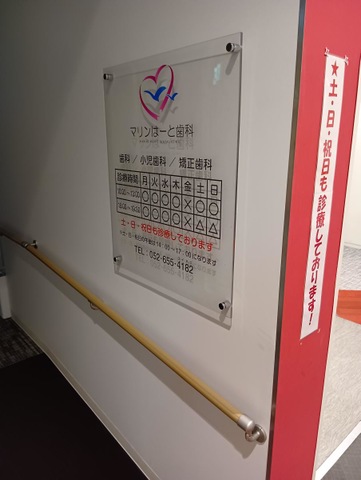 マリンはーと歯科
歯科 / 小児歯科 / 矯正歯科
診療時間 月 火 水 木 金 土 日
○ ○ ○ ○ × ○ ○
○ ○ ○ ○ × △ △
土・日・祝日も診療しております
TEL : 052-655-4182
★土・日・祝日も診療しております！